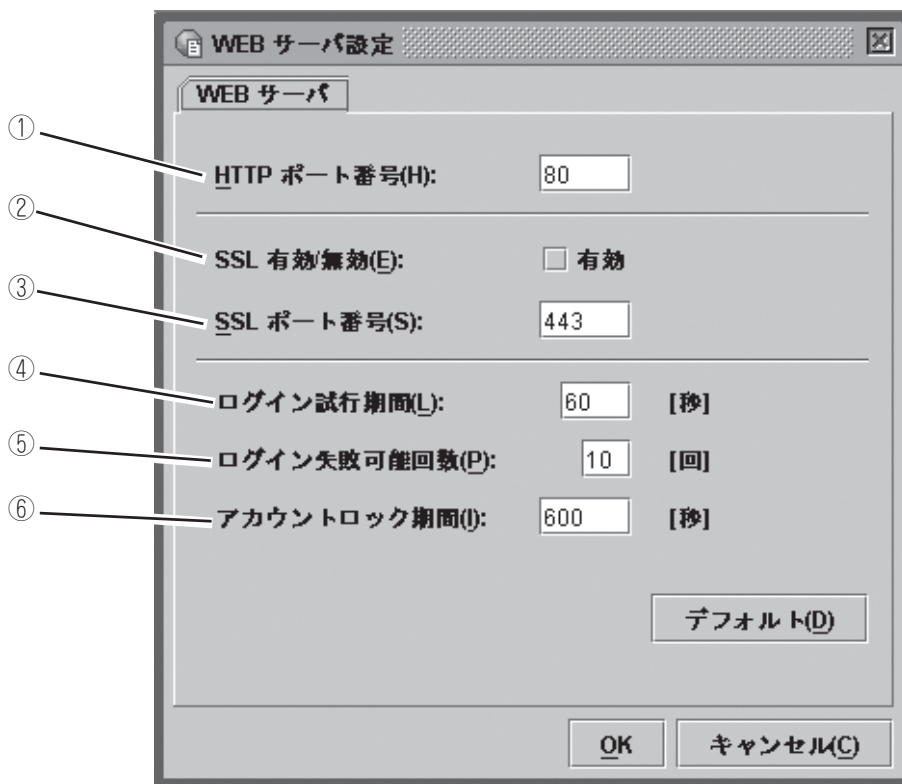 WEB サーバ設定
WEB サーバ
① HTTP ポート番号(H): 80
② SSL 有効/無効(E): 有効
③ SSL ポート番号(S): 443
④ ログイン試行期間(L): 60 [秒]
⑤ ログイン失敗可能回数(P): 10 [回]
⑥ アカウントロック期間(I): 600 [秒]
デフォルト(D)
OK キャンセル(C)